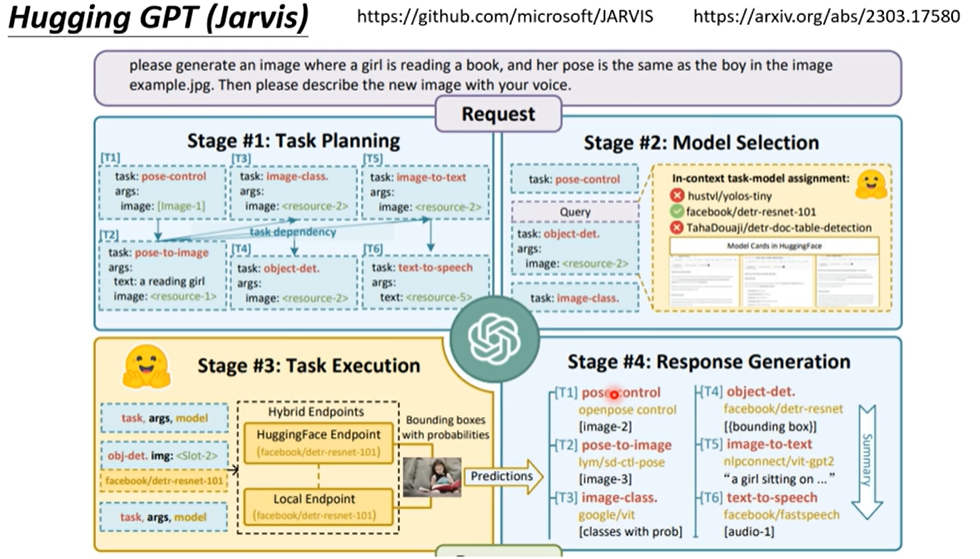 Hugging GPT (Jarvis)
https://github.com/microsoft/JARVIS
https://arxiv.org/abs/2303.17580
please generate an image where a girl is reading a book, and her pose is the same as the boy in the image
example.jpg. Then please describe the new image with your voice.
Request
Stage #1: Task Planning
[T1]
task: pose-control
args:
image: [Image-1]
[T3]
task: image-class.
args:
image: <resource-2>
[T5]
task: image-to-text
args:
image: <resource-2>
task dependency
[T2]
task: pose-to-image
args:
text: a reading girl
image: <resource-1>
[T4]
task: object-det.
args:
image: <resource-2>
[T6]
task: text-to-speech
args:
text: <resource-5>
Stage #2: Model Selection
task: pose-control
Query
task: object-det.
args:
image: <resource-2>
task: image-class.
In-context task-model assignment:
hustvl/yolos-tiny
facebook/detr-resnet-101
TahaDouaji/detr-doc-table-detection
Model Cards in HuggingFace
Stage #3: Task Execution
task, args, model
obj-det. img: <Slot-2>
facebook/detr-resnet-101
task, args, model
Hybrid Endpoints
HuggingFace Endpoint
(facebook/detr-resnet-101)
Local Endpoint
(facebook/detr-resnet-101)
Bounding boxes
with probabilities
Predictions
Stage #4: Response Generation
[T1] pose-control
openpose control
[image-2]
[T2] pose-to-image
lym/sd-ctl-pose
[image-3]
[T3] image-class.
google/vit
[classes with prob]
[T4] object-det.
facebook/detr-resnet
[{bounding box}]
[T5] image-to-text
nlpconnect/vit-gpt2
"a girl sitting on ..."
[T6] text-to-speech
facebook/fastspeech
[audio-1]
Summary